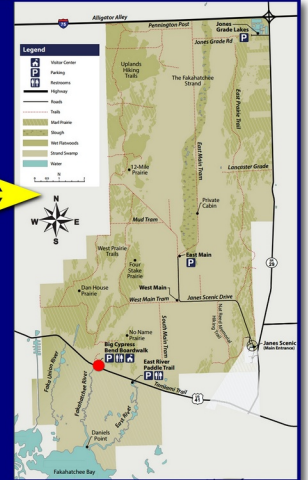 Alligator Alley
75
Pennington Post
Jones
Grade Lakes
P
Jones Grade Rd
Legend
Visitor Center
P Parking
Restrooms
Highway
Roads
Trails
Marl Prairie
Slough
Wet Flatwoods
Strand Swamp
Water
Uplands
Hiking
Trails
The Fakahatchee
Strand
East Main Tram
East Prairie Trail
12-Mile
Prairie
Lancaster Grade
N
W E
S
Private
Cabin
Mud Tram
West Prairie
Trails
Four
Stake
Prairie
East Main
P
29
Dan House
Prairie
West Main
West Main Tram
Janes Scenic Drive
No Name
Prairie
South Main Tram
Janes Scenic
(Main Entrance)
Big Cypress
Bend Boardwalk
P
East River
Paddle Trail
P
Faka Union River
Fakahatchee River
East River
Tamiami Trail
41
Daniels
Point
Fakahatchee Bay